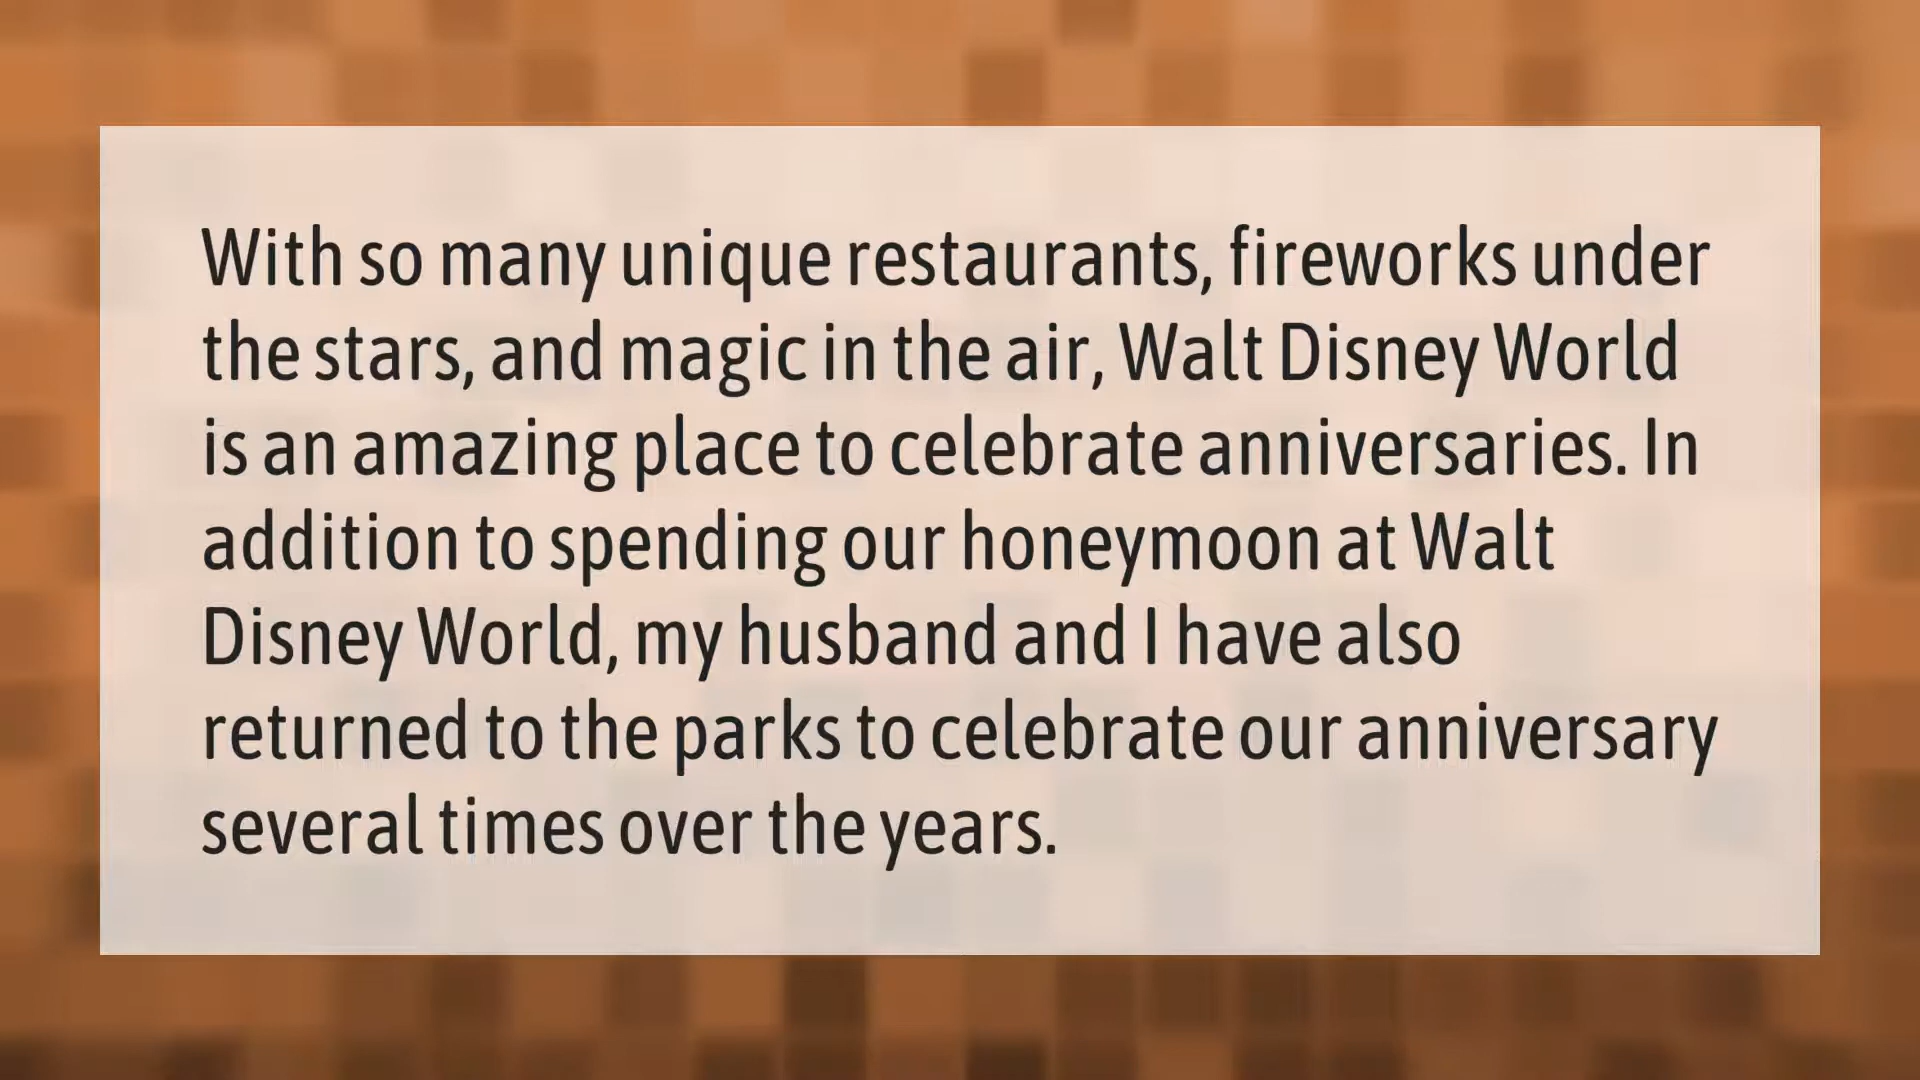 With so many unique restaurants, fireworks under
the stars, and magic in the air, Walt Disney World
is an amazing place to celebrate anniversaries. In
addition to spending our honeymoon at Walt
Disney World, my husband and I have also
returned to the parks to celebrate our anniversary
several times over the years.